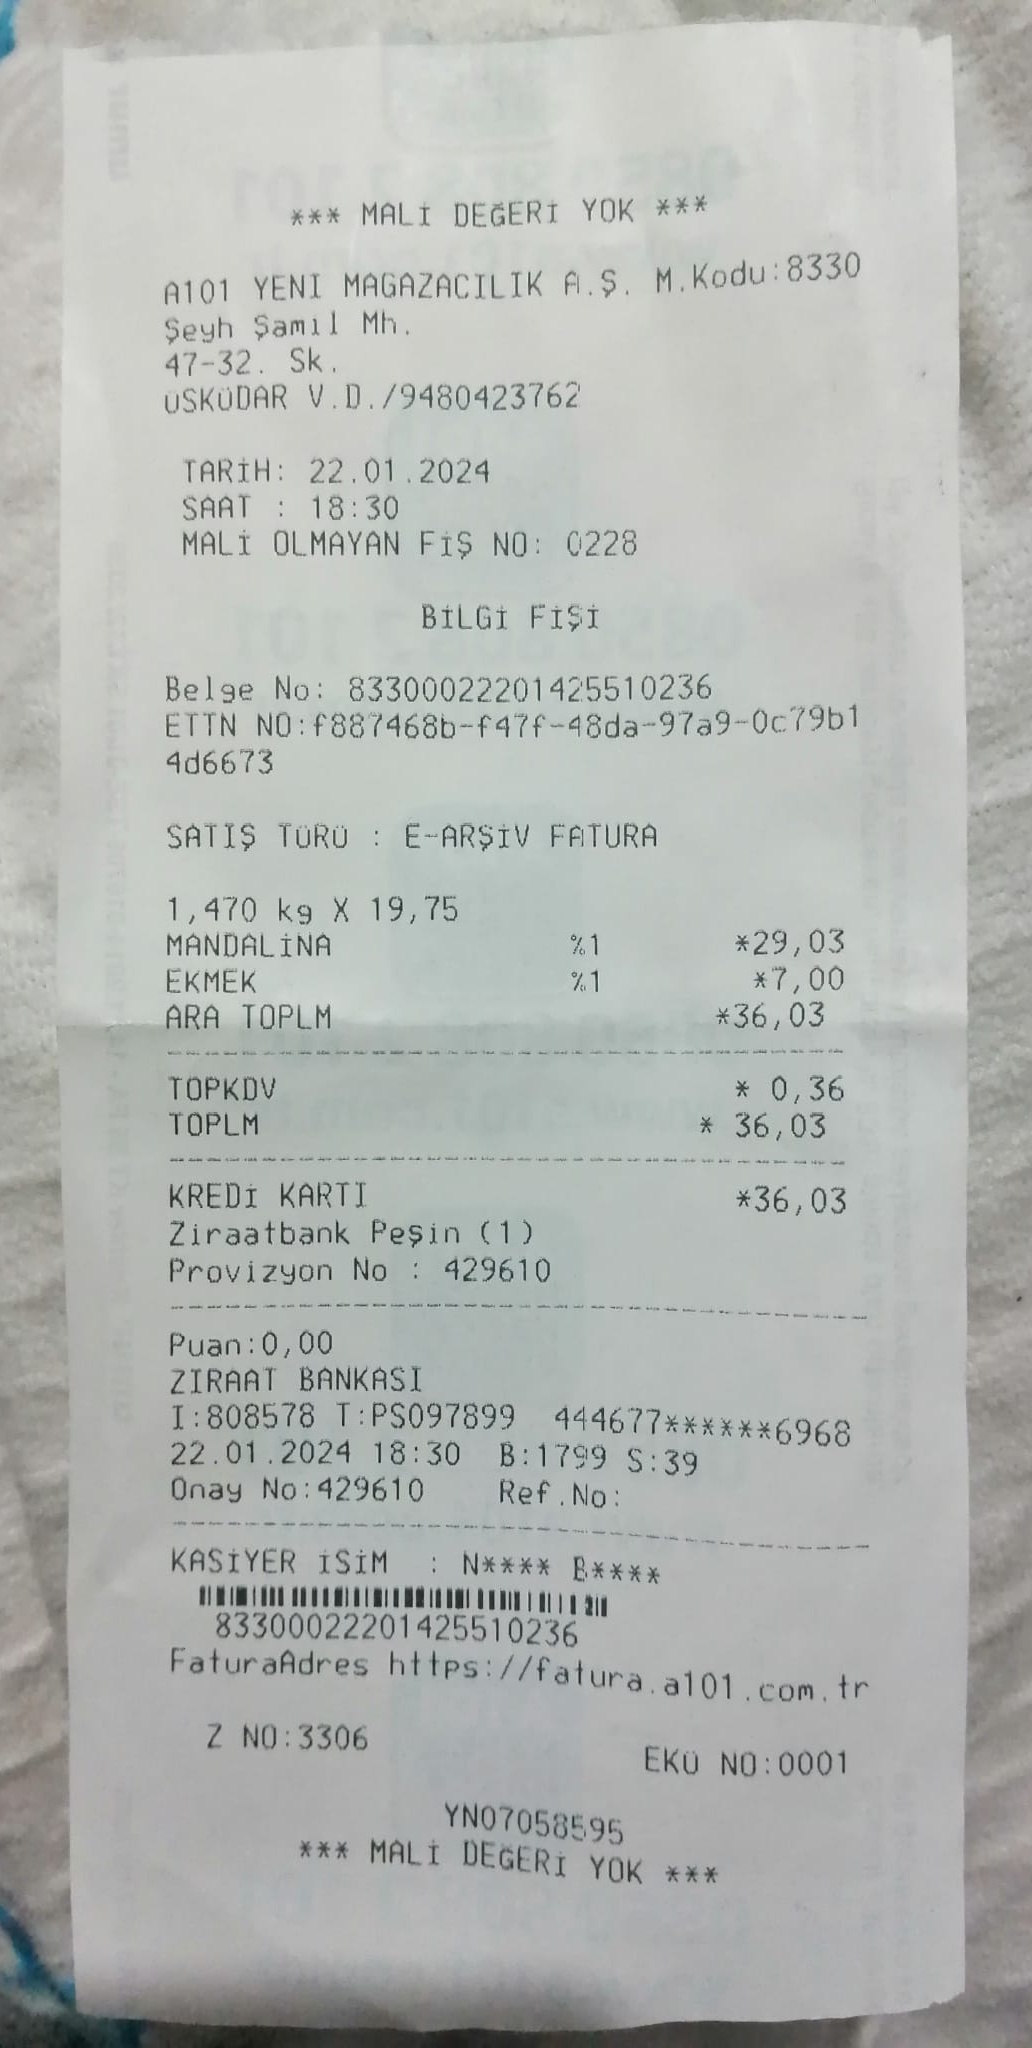 *** MALİ DEĞERİ YOK ***
A101 YENI MAGAZACILIK A.Ş. M.Kodu:8330
Şeyh Şamil Mh.
47-32. Sk.
ÜSKÜDAR V.D./9480423762
TARİH: 22.01.2024
SAAT : 18:30
MALİ OLMAYAN FİŞ NO: 0228
BİLGİ FİŞİ
Belge No: 83300022201425510236
ETTN NO:f887468b-f47f-48da-97a9-0c79b1
4d6673
SATIŞ TÜRÜ : E-ARŞİV FATURA
1,470 kg X 19,75
MANDALİNA %1 *29,03
EKMEK %1 *7,00
ARA TOPLM *36,03
TOPKDV * 0,36
TOPLM * 36,03
KREDİ KARTI *36,03
Ziraatbank Peşin (1)
Provizyon No : 429610
Puan:0,00
ZIRAAT BANKASI
I:808578 T:PS097899 444677******6968
22.01.2024 18:30 B:1799 S:39
Onay No:429610 Ref.No:
KASİYER İSİM : N**** B****
83300022201425510236
FaturaAdres https://fatura.a101.com.tr
Z NO:3306 EKÜ NO:0001
YN07058595
*** MALİ DEĞERİ YOK ***